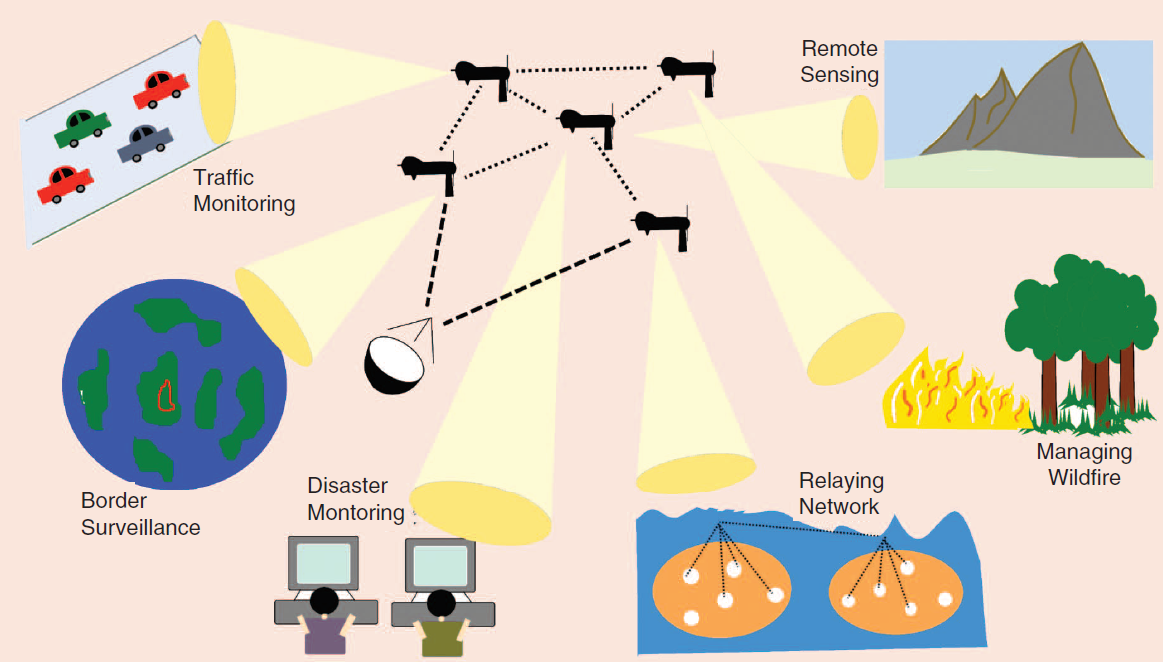 Remote
Sensing
Traffic
Monitoring
Managing
Wildfire
Relaying
Network
Disaster
Montoring
Border
Surveillance